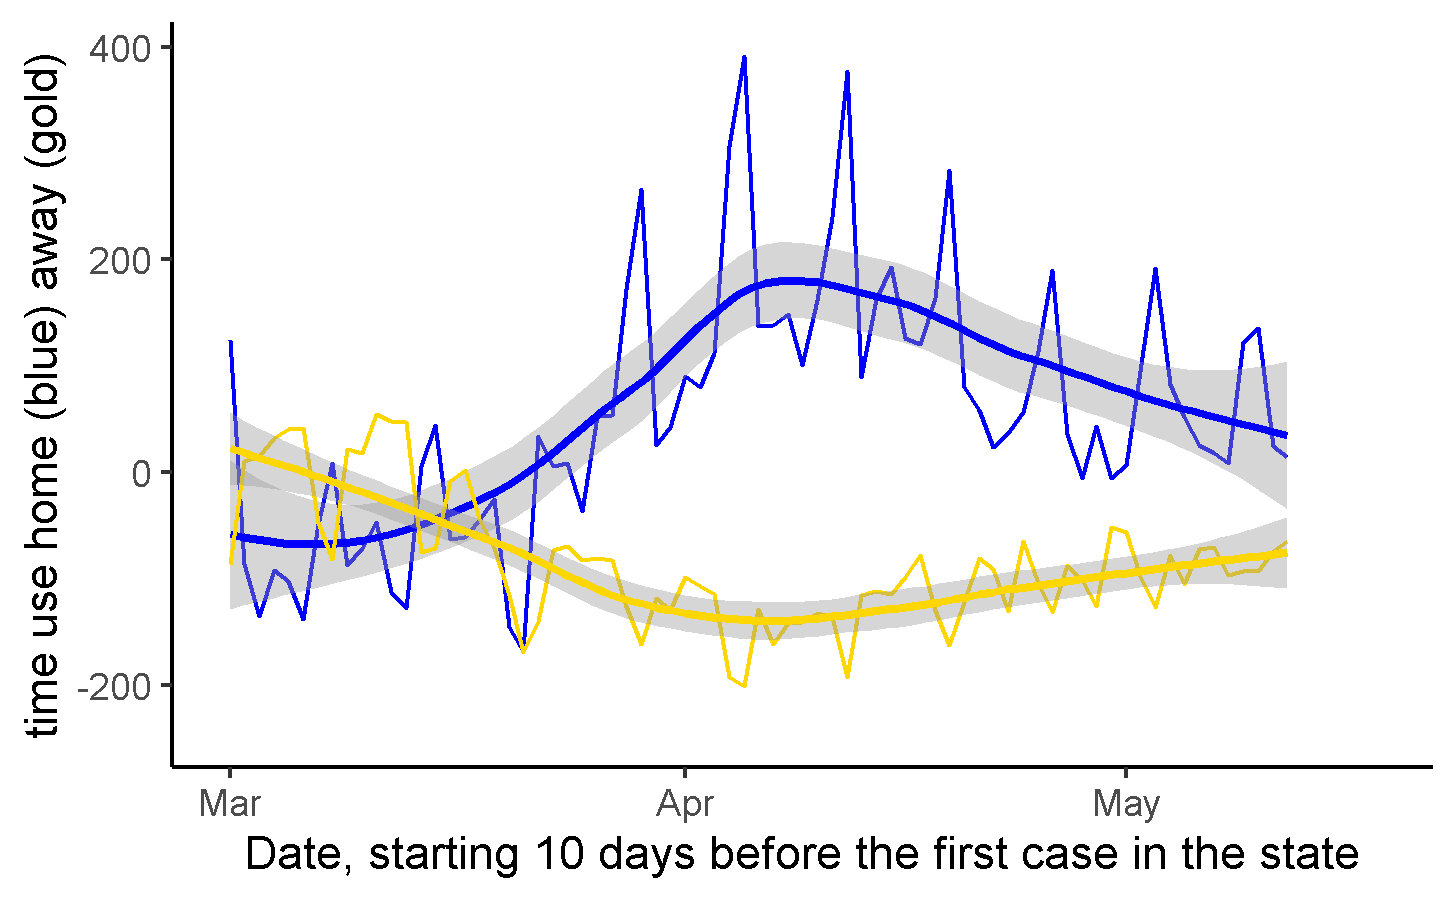 time use home (blue) away (gold)
400
200
0
-200
Mar
Apr
May
Date, starting 10 days before the first case in the state